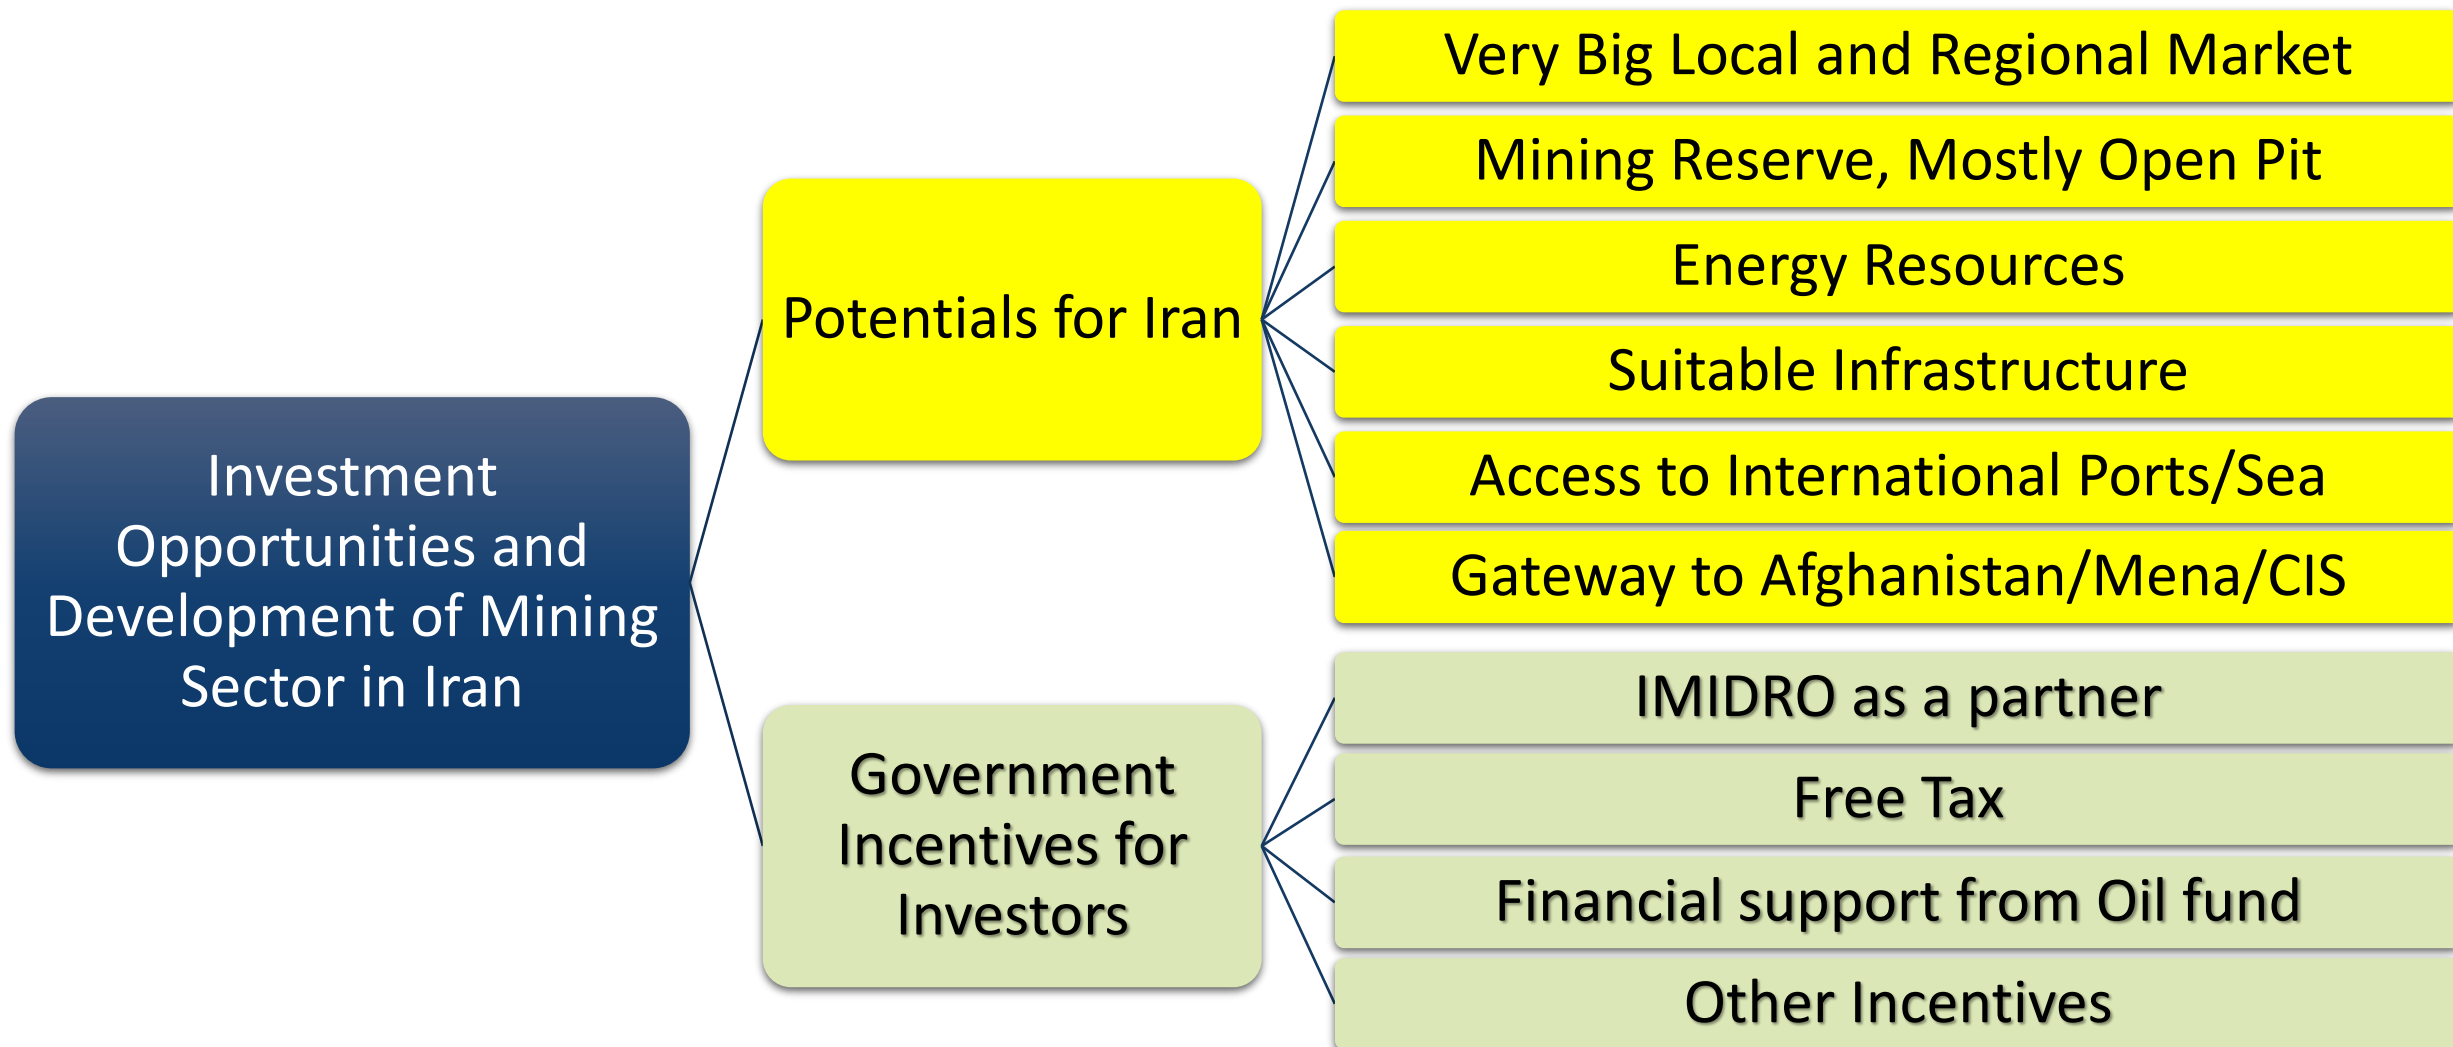 Investment
Opportunities and
Development of Mining
Sector in Iran
Potentials for Iran
Very Big Local and Regional Market
Mining Reserve, Mostly Open Pit
Energy Resources
Suitable Infrastructure
Access to International Ports/Sea
Gateway to Afghanistan/Mena/CIS
Government
Incentives for
Investors
IMIDRO as a partner
Free Tax
Financial support from Oil fund
Other Incentives